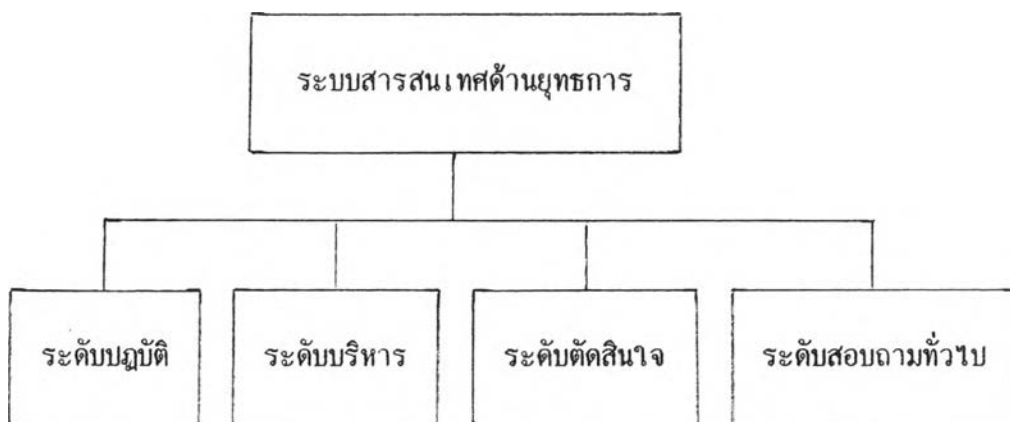 ระบบสารสนเทศด้านยุทธการ
ระดับปฏบัติ
ระดับบริหาร
ระดับตัดสินใจ
ระดับสอบถามทั่วไป